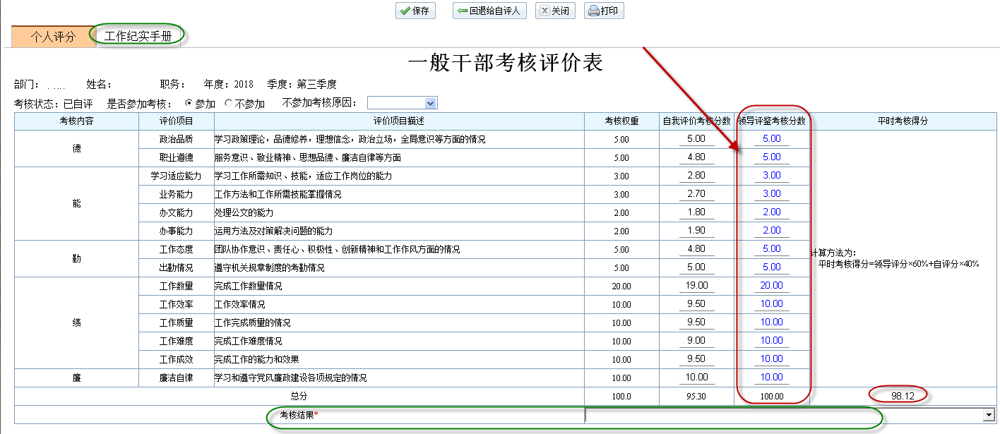 保存 回退给自评人 关闭 打印
个人评分 工作纪实手册
一般干部考核评价表
部门： 姓名： 职务： 年度：2018 季度：第三季度
考核状态：已自评 是否参加考核： 参加 不参加 不参加考核原因：
考核内容 评价项目 评价项目描述 考核权重 自我评价考核分数 领导评鉴考核分数 平时考核得分
德 政治品质 学习政策理论，品德修养，理想信念，政治立场，全局意识等方面的情况 5.00 5.00 5.00
职业道德 服务意识、敬业精神、思想品德、廉洁自律等方面 5.00 4.80 5.00
能 学习适应能力 学习工作所需知识、技能，适应工作岗位的能力 3.00 2.80 3.00
业务能力 工作方法和工作所需技能掌握情况 3.00 2.70 3.00
办文能力 处理公文的能力 2.00 1.80 2.00
办事能力 运用方法及对策解决问题的能力 2.00 1.90 2.00
勤 工作态度 团队协作意识、责任心、积极性、创新精神和工作作风方面的情况 5.00 4.80 5.00
计算方法为：
平时考核得分=领导评分×60%+自评分×40%
出勤情况 遵守机关规章制度的考勤情况 5.00 5.00 5.00
绩 工作数量 完成工作数量情况 20.00 19.00 20.00
工作效率 工作效率情况 10.00 9.50 10.00
工作质量 工作完成质量的情况 10.00 9.50 10.00
工作难度 完成工作难度情况 10.00 9.00 10.00
工作成效 完成工作的能力和效果 10.00 9.50 10.00
廉 廉洁自律 学习和遵守党风廉政建设各项规定的情况 10.00 10.00 10.00
总分 100.0 95.30 100.00 98.12
考核结果*